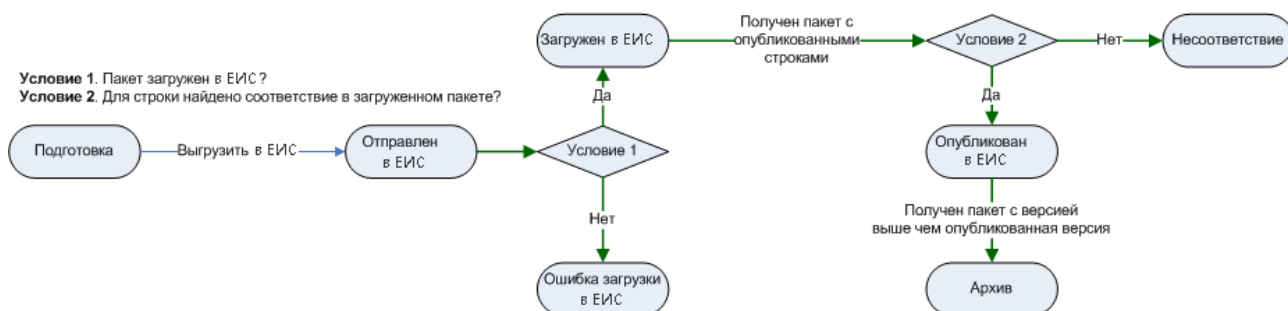 Загружен в ЕИС
Получен пакет с
опубликованными
строками
Условие 2
Нет
Несоответствие
Условие 1. Пакет загружен в ЕИС?
Условие 2. Для строки найдено соответствие в загруженном пакете?
Да
Да
Подготовка
Выгрузить в ЕИС
Отправлен
в ЕИС
Условие 1
Опубликован
в ЕИС
Нет
Получен пакет с версией
выше чем опубликованная версия
Ошибка загрузки
в ЕИС
Архив